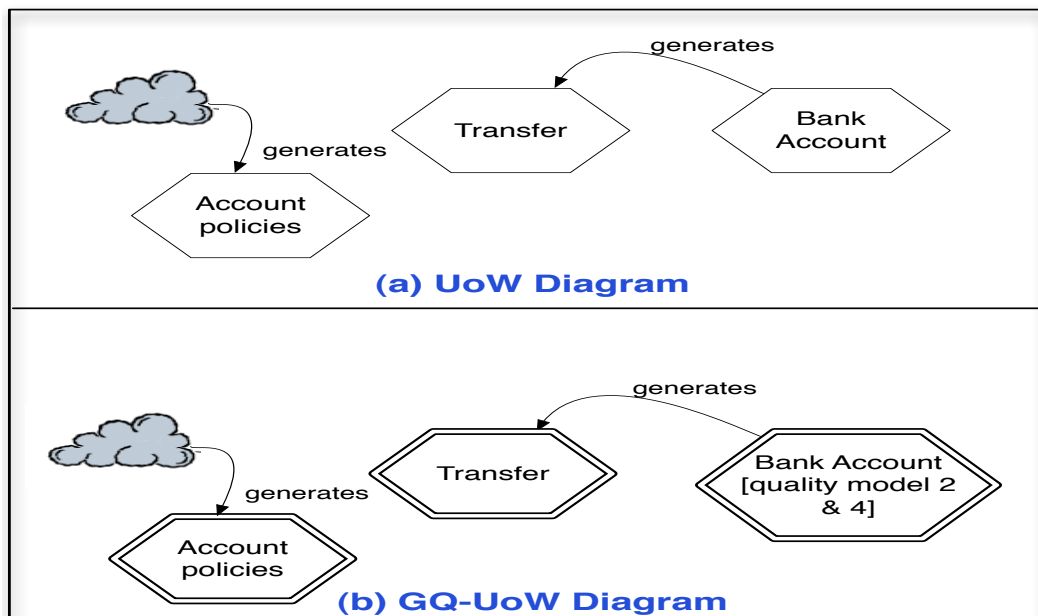 generates
Transfer
Bank
Account
generates
Account
policies
(a) UoW Diagram
generates
Transfer
Bank Account
[quality model 2
& 4]
generates
Account
policies
(b) GQ-UoW Diagram